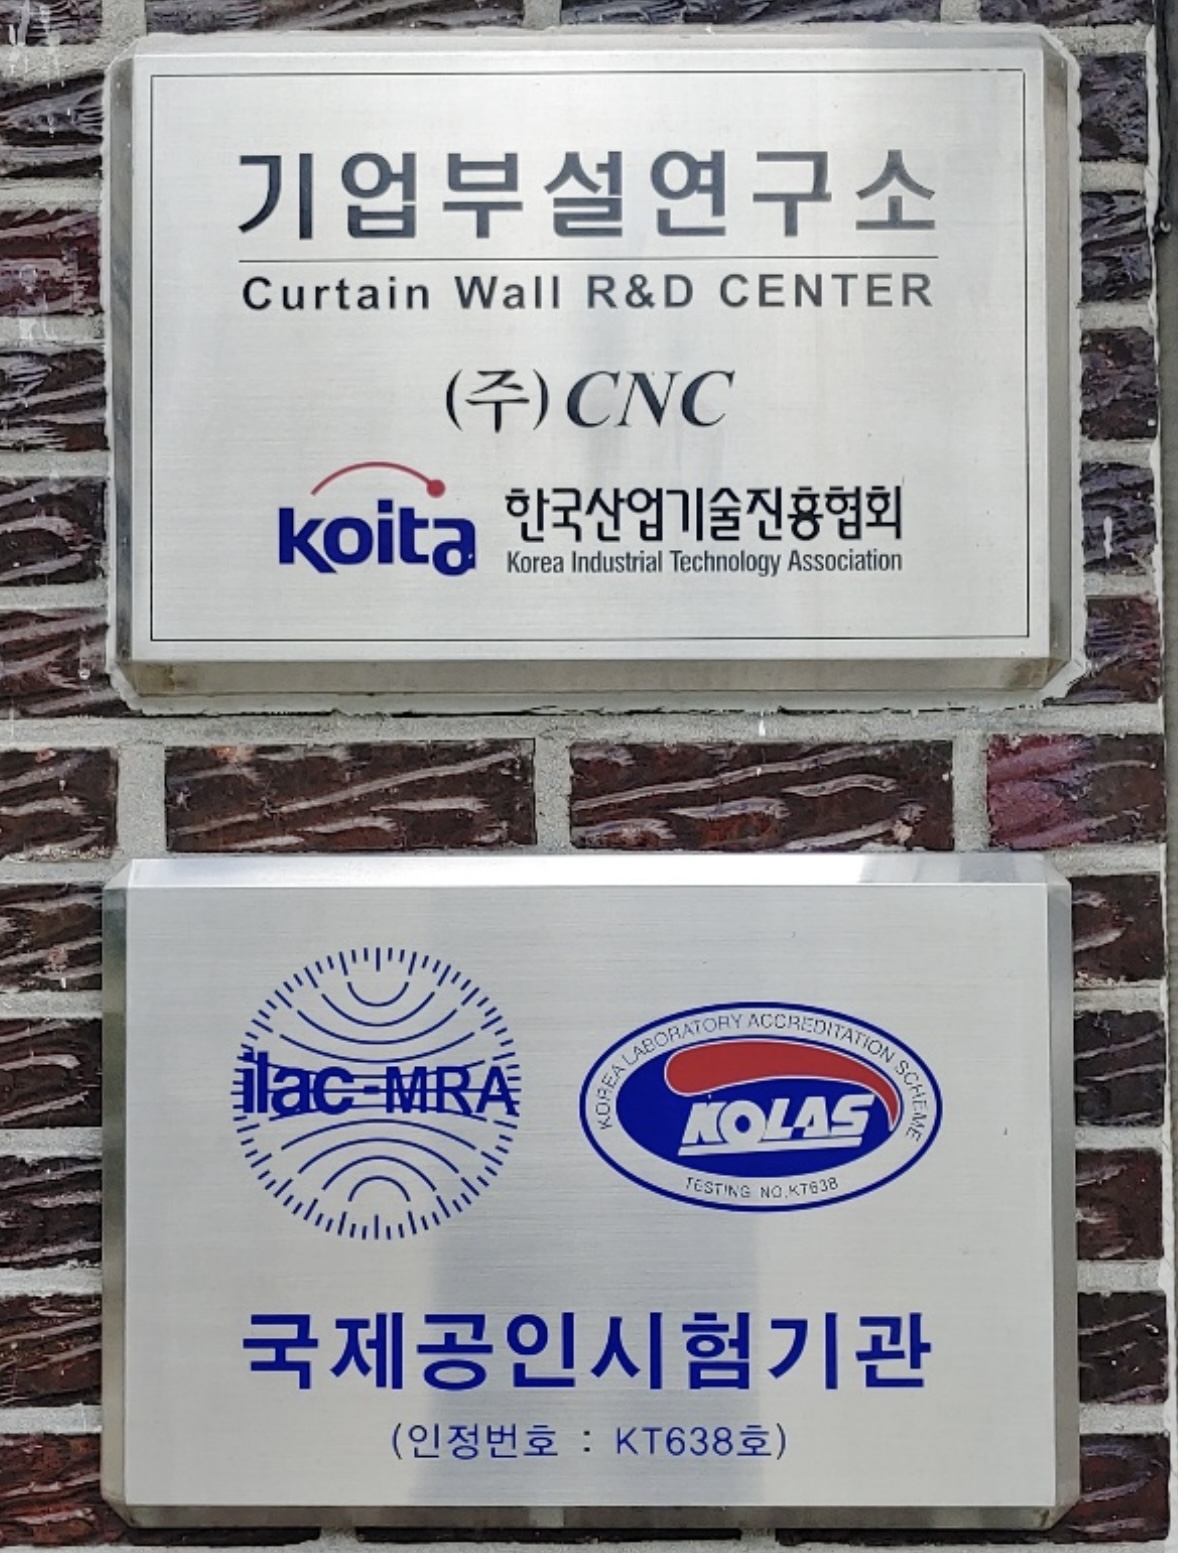 기업부설연구소
Curtain Wall R&D CENTER
(주)CNC
koita
한국산업기술진흥협회
Korea Industrial Technology Association
ilac-MRA
KOREA LABORATORY ACCREDITATION SCHEME
KOLAS
TESTING NO.KT638
국제공인시험기관
(인정번호 : KT638호)